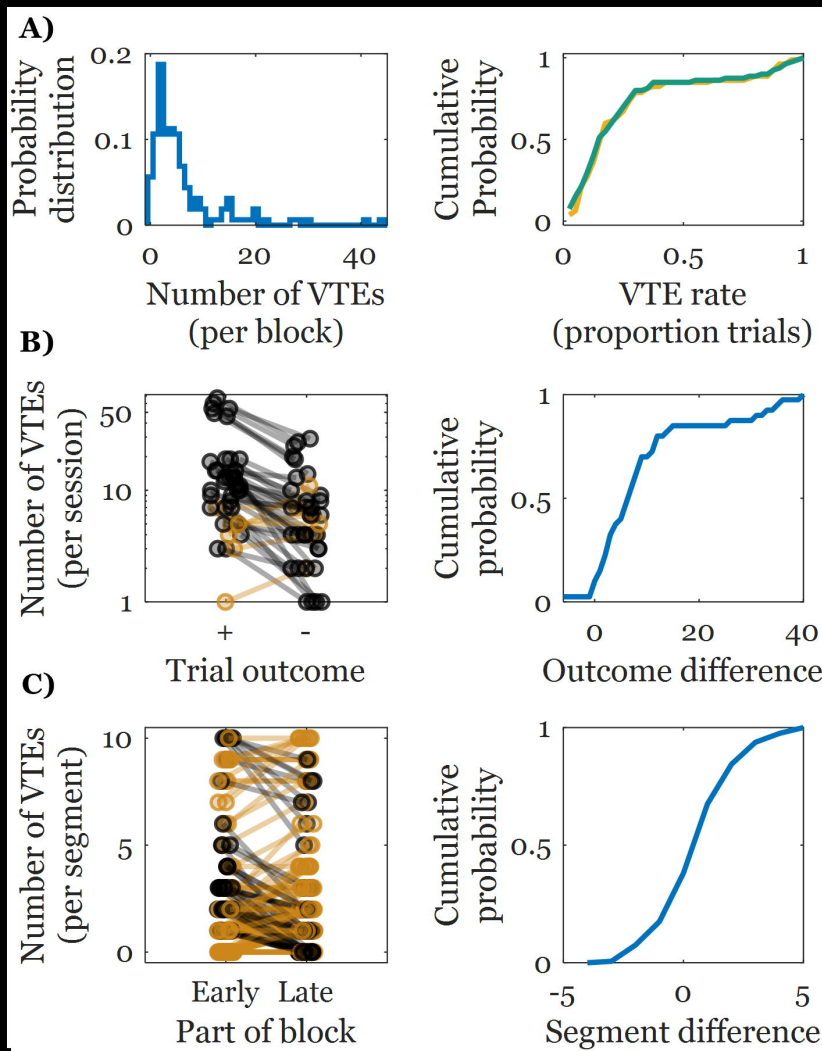 A)
0.2
0.1
0
0 20 40
Probability
distribution
Number of VTEs
(per block)
1
0.5
0
0 0.5 1
Cumulative
Probability
VTE rate
(proportion trials)
B)
50
10
1
+ -
Number of VTEs
(per session)
Trial outcome
1
0.5
0
0 20 40
Cumulative
probability
Outcome difference
C)
10
5
0
Early Late
Number of VTEs
(per segment)
Part of block
1
0.5
0
-5 0 5
Cumulative
probability
Segment difference